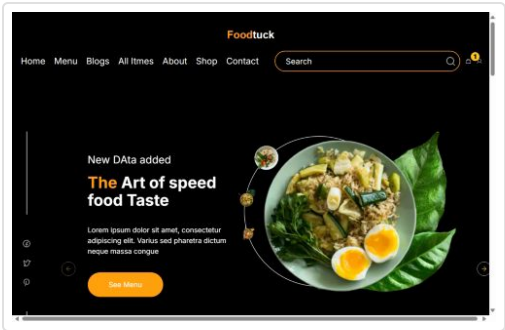 Foodtuck
Home Menu Blogs All Itmes About Shop Contact
Search
1
New DAta added
The Art of speed
food Taste
Lorem ipsum dolor sit amet, consectetur
adipiscing elit. Varius sed pharetra dictum
neque massa congue
See Menu